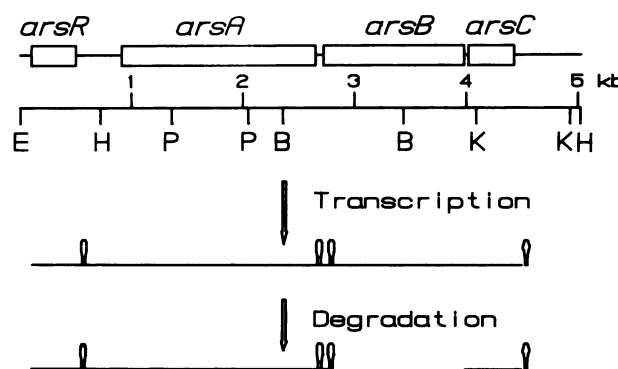 arsR arsA arsB arsC
1 2 3 4 5 kb
E H P P B B K K H
Transcription
Degradation